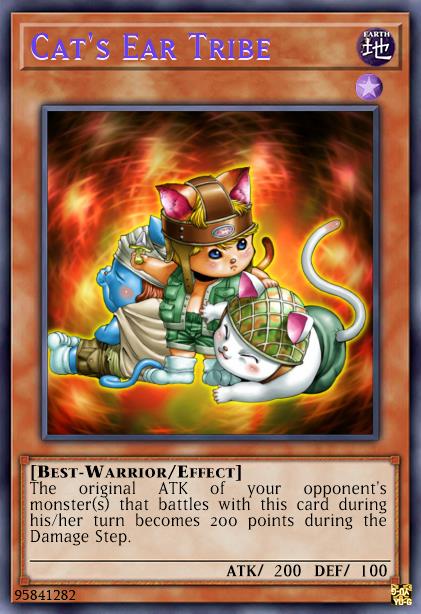 Cat's Ear Tribe
EARTH
地
[Best-Warrior/Effect]
The original ATK of your opponent's
monster(s) that battles with this card during
his/her turn becomes 200 points during the
Damage Step.
ATK/ 200 DEF/ 100
95841282